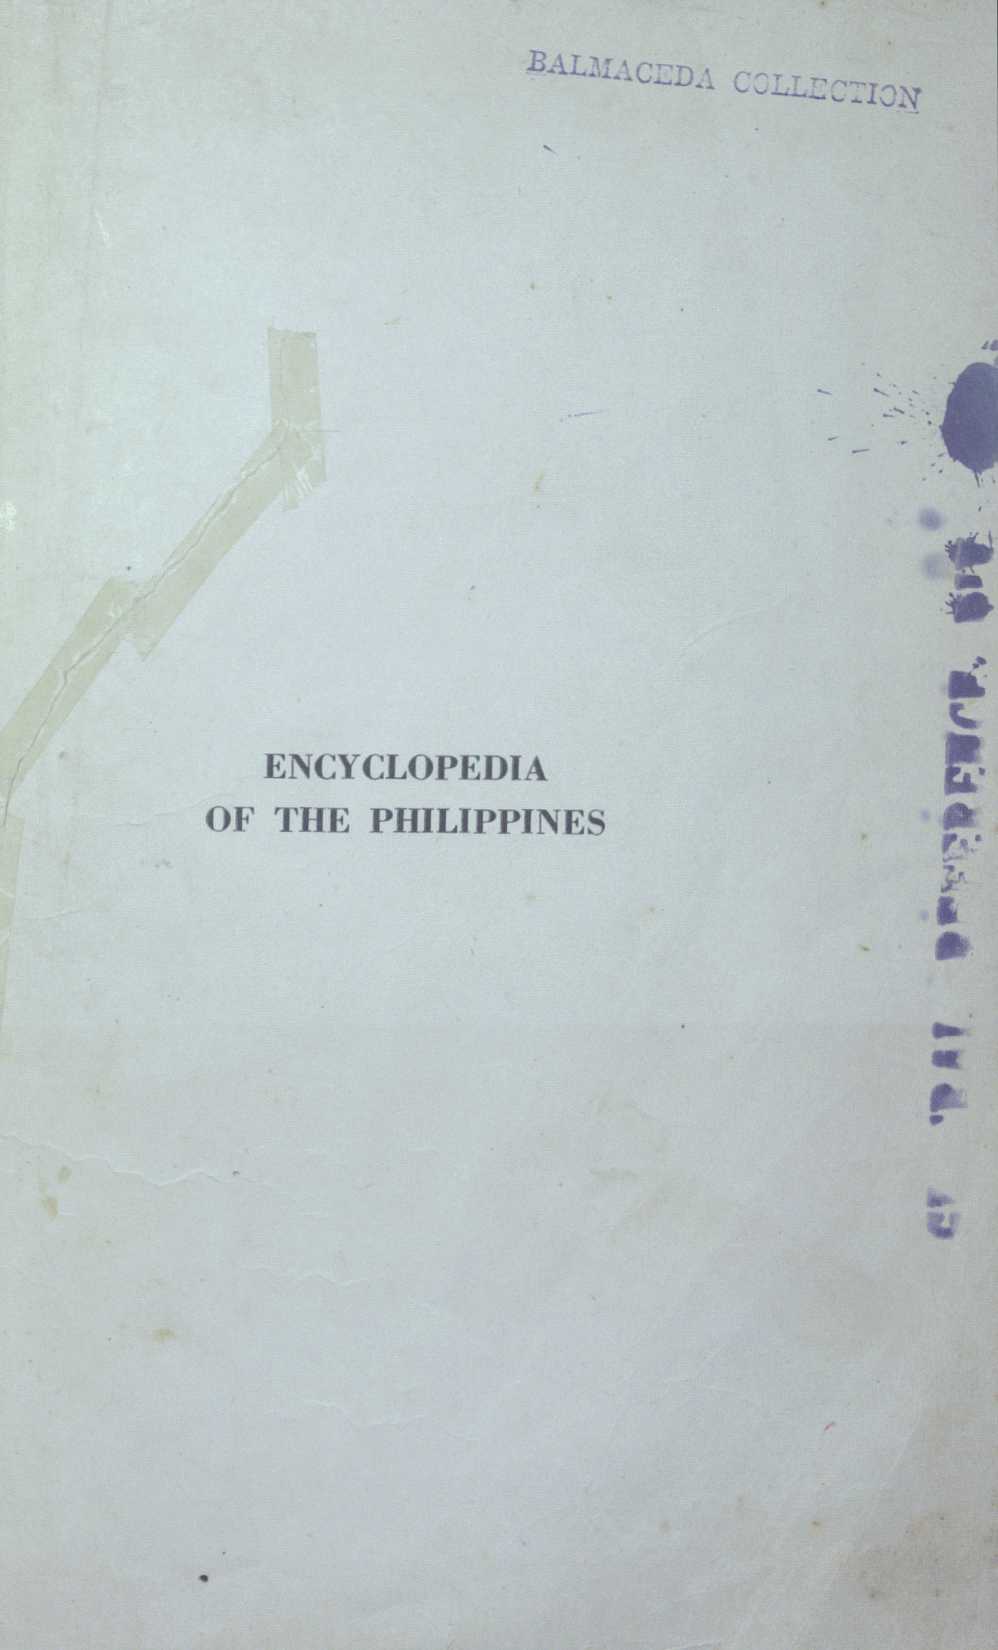 BALMACEDA COLLECTION
ENCYCLOPEDIA
OF THE PHILIPPINES